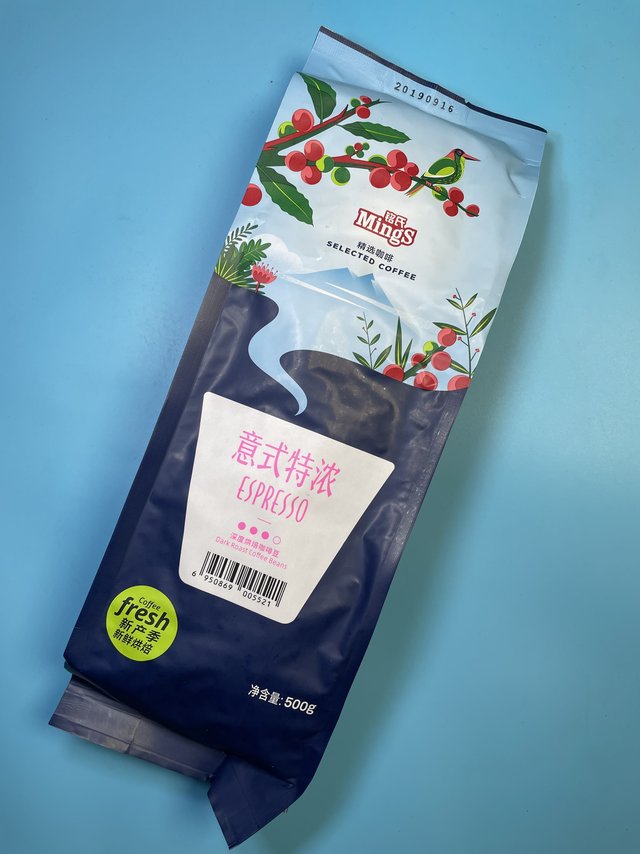 20190916
铭氏
MingS
精选咖啡
SELECTED COFFEE
意式特浓
ESPRESSO
深度烘焙咖啡豆
Dark Roast Coffee Beans
6 950869 005521
Coffee
fresh
新产季
新鲜烘焙
净含量: 500g